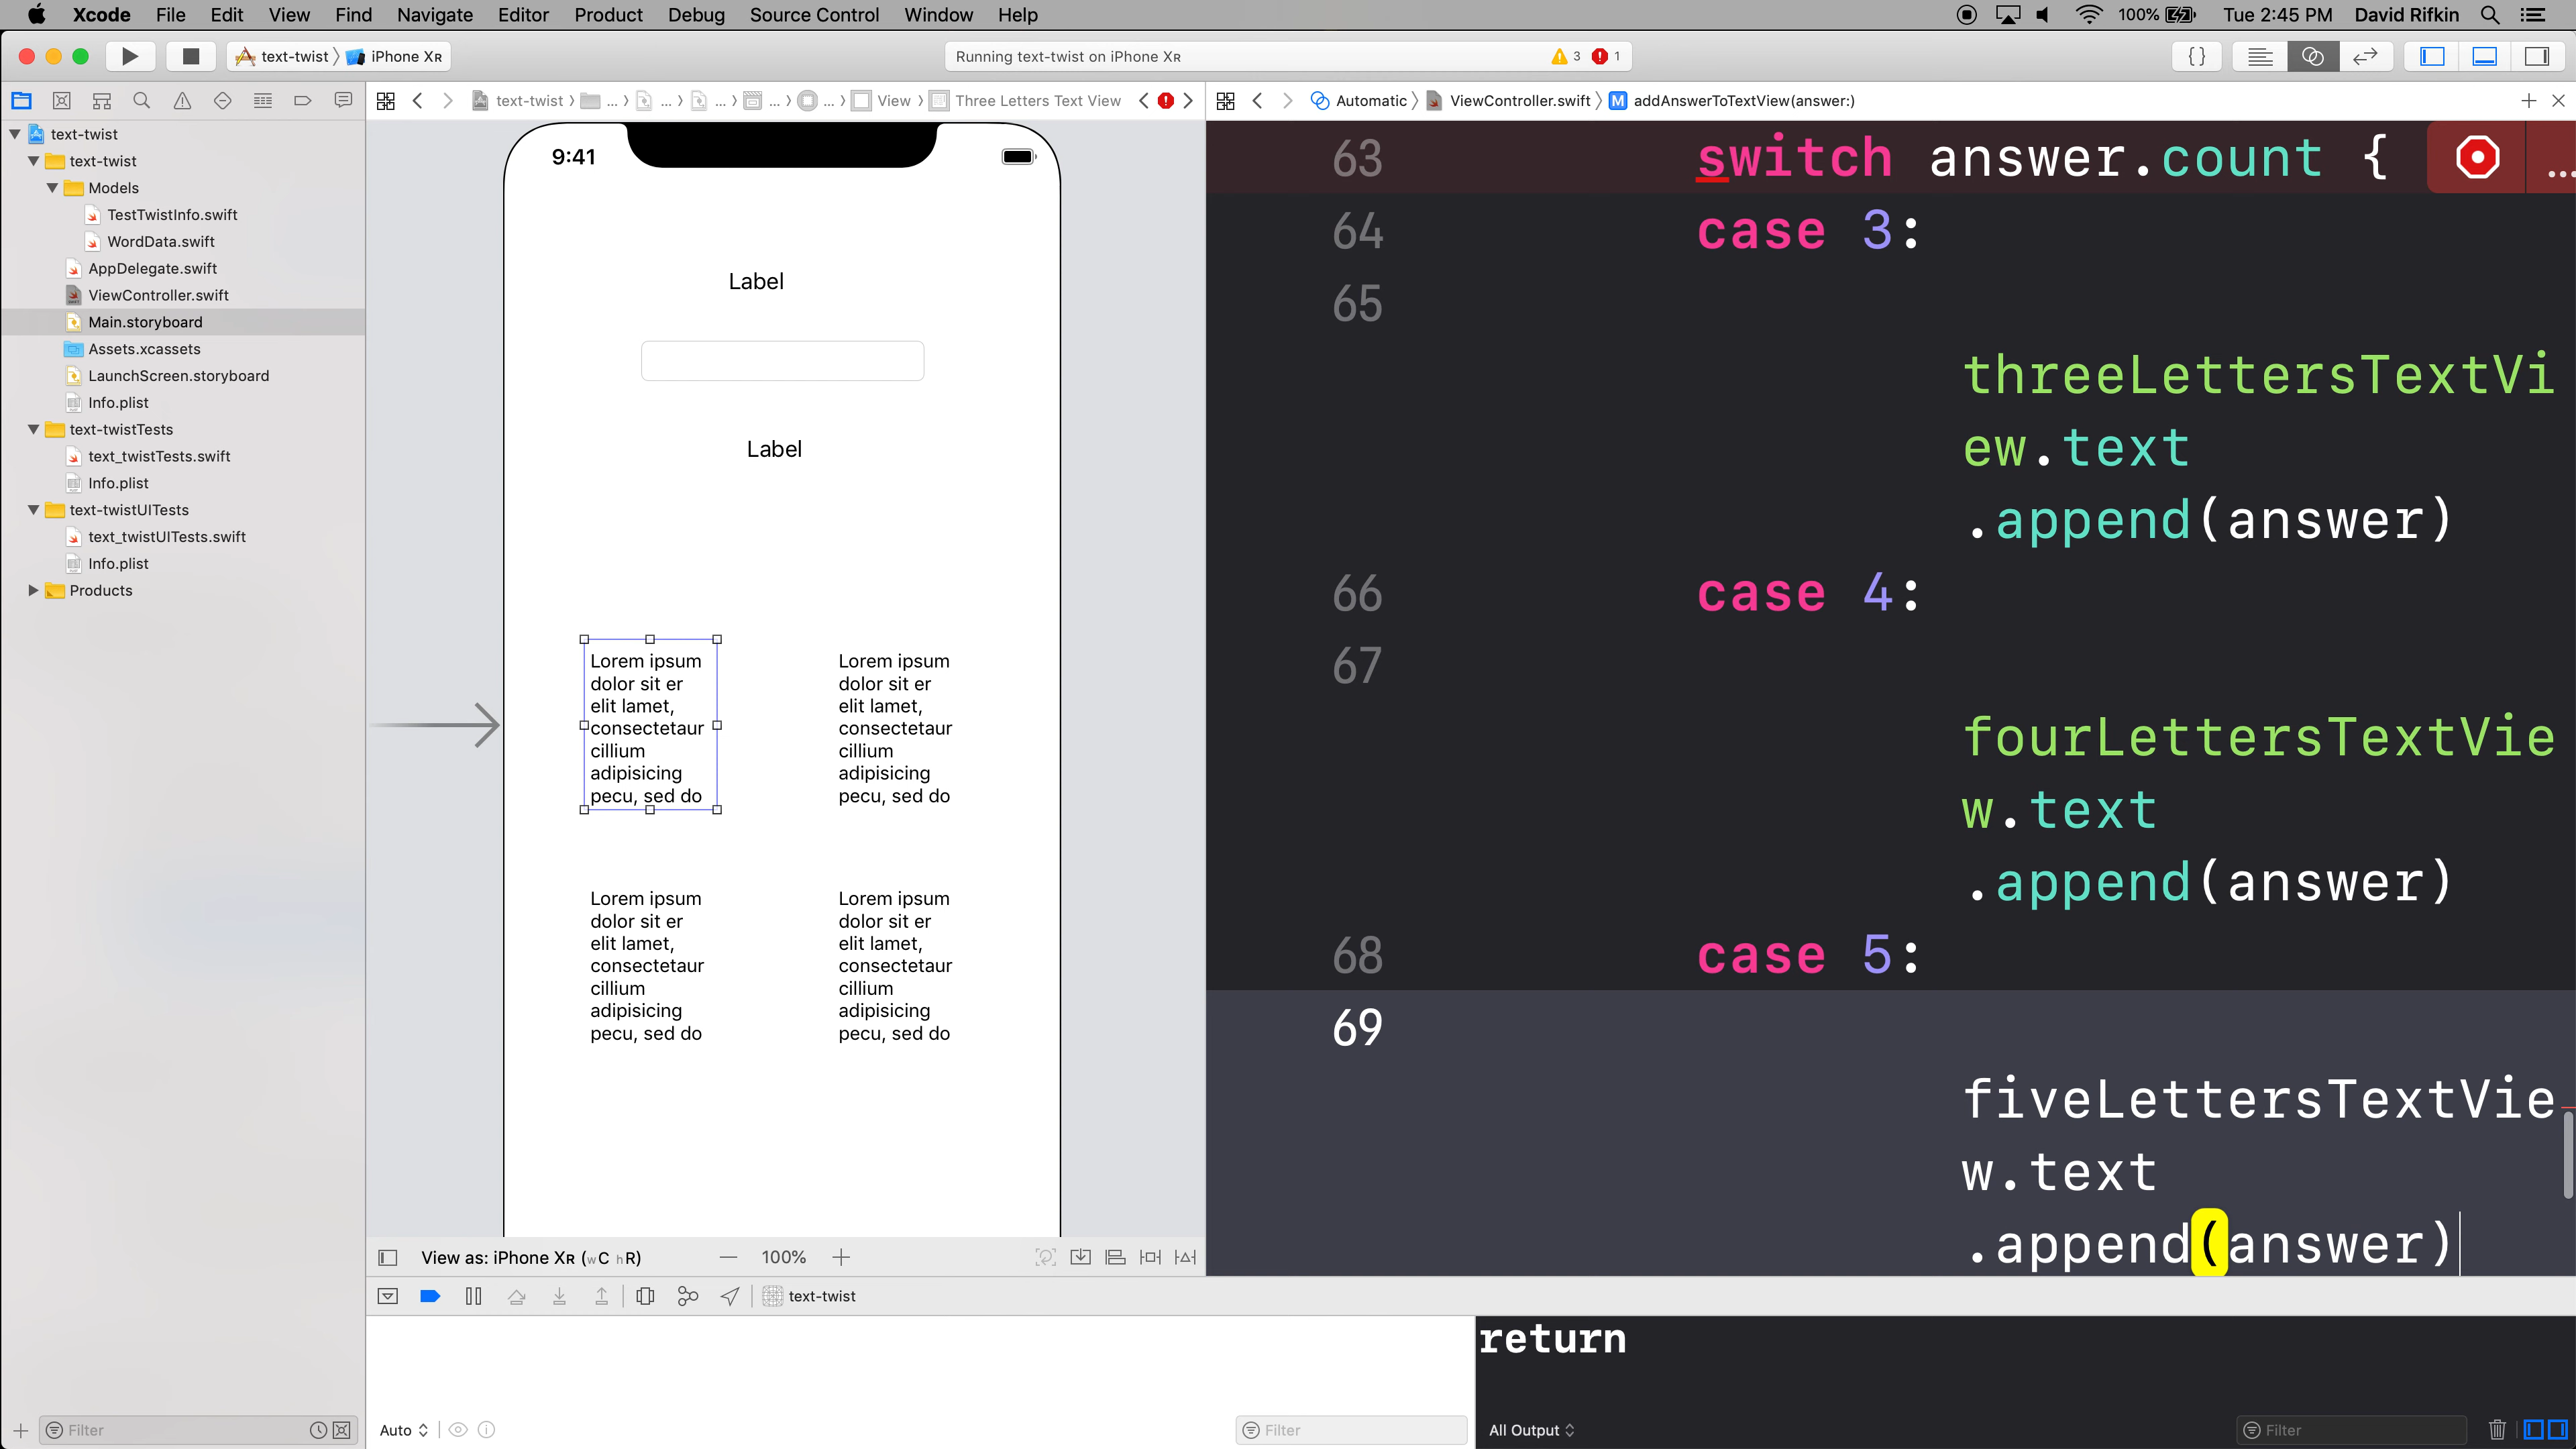 Xcode File Edit View Find Navigate Editor Product Debug Source Control Window Help 100% Tue 2:45 PM David Rifkin
text-twist iPhone XR Running text-twist on iPhone XR 3 1
text-twist ... ... ... ... ... View Three Letters Text View
Automatic ViewController.swift M addAnswerToTextView(answer:)
text-twist
text-twist
Models
TestTwistInfo.swift
WordData.swift
AppDelegate.swift
ViewController.swift
Main.storyboard
Assets.xcassets
LaunchScreen.storyboard
Info.plist
text-twistTests
text_twistTests.swift
Info.plist
text-twistUITests
text_twistUITests.swift
Info.plist
Products
Filter
9:41
Label
Label
Lorem ipsum
dolor sit er
elit lamet,
consectetaur
cillium
adipisicing
pecu, sed do
Lorem ipsum
dolor sit er
elit lamet,
consectetaur
cillium
adipisicing
pecu, sed do
Lorem ipsum
dolor sit er
elit lamet,
consectetaur
cillium
adipisicing
pecu, sed do
Lorem ipsum
dolor sit er
elit lamet,
consectetaur
cillium
adipisicing
pecu, sed do
View as: iPhone XR (wC hR) 100%
63 switch answer.count { ...
64 case 3:
65
threeLettersTextVi
ew.text
.append(answer)
66 case 4:
67
fourLettersTextVie
w.text
.append(answer)
68 case 5:
69
fiveLettersTextVie
w.text
.append(answer)
text-twist
return
Auto Filter
All Output Filter